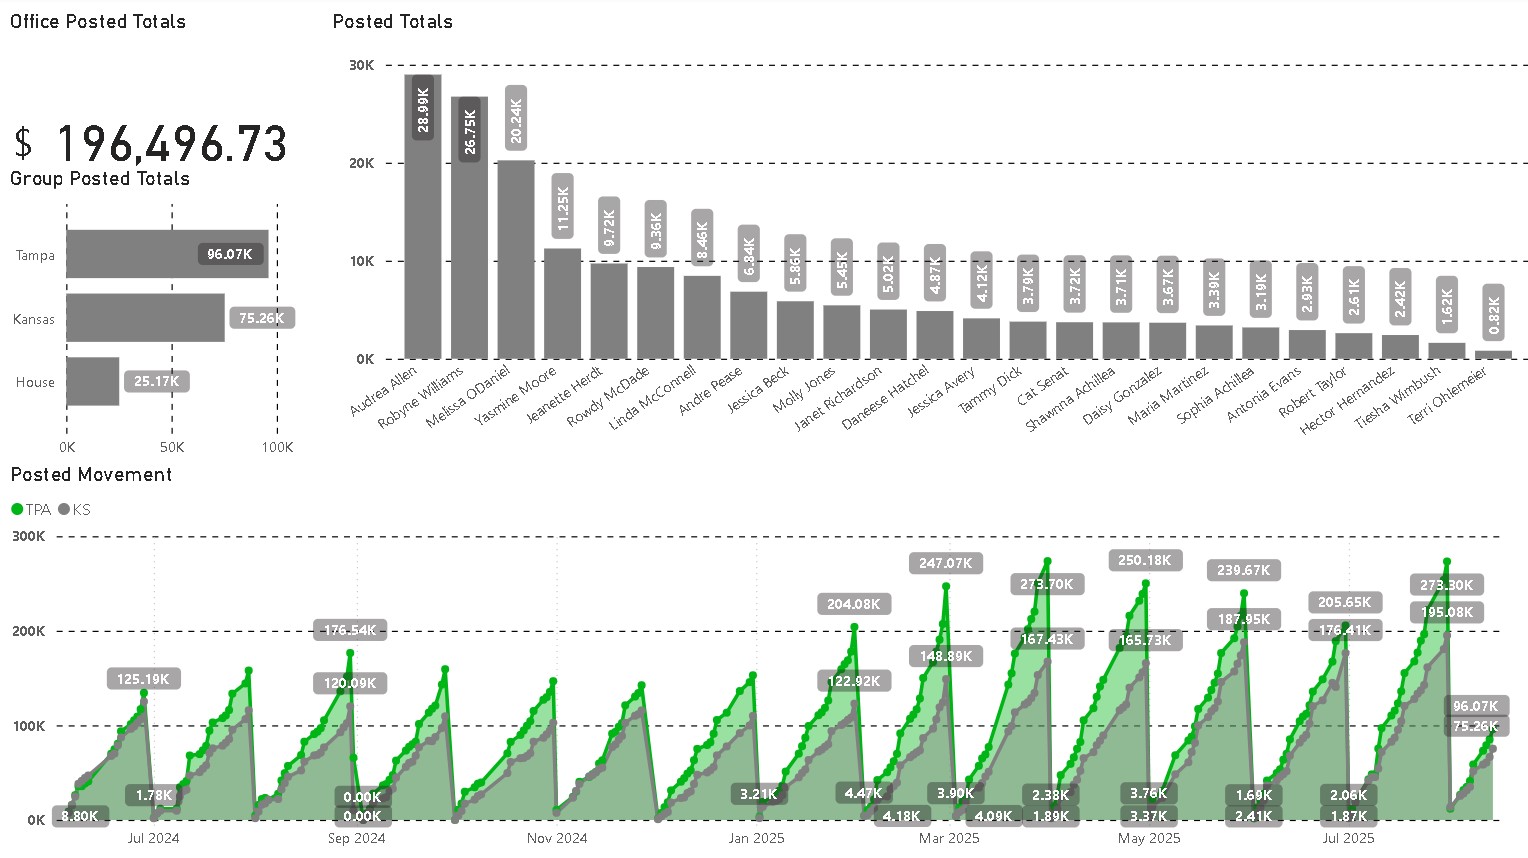 Office Posted Totals
$ 196,496.73
Group Posted Totals
Tampa 96.07K
Kansas 75.26K
House 25.17K
0K 50K 100K
Posted Totals
30K
20K
10K
0K
28.99K
26.75K
20.24K
11.25K
9.72K
9.36K
8.46K
6.84K
5.86K
5.45K
5.02K
4.87K
4.12K
3.79K
3.72K
3.71K
3.67K
3.39K
3.19K
2.93K
2.61K
2.42K
1.62K
0.82K
Audrea Allen
Robyne Williams
Melissa ODaniel
Yasmine Moore
Jeanette Herdt
Rowdy McDade
Linda McConnell
Andre Pease
Jessica Beck
Molly Jones
Janet Richardson
Daneese Hatchel
Jessica Avery
Tammy Dick
Cat Senat
Shawnna Achillea
Daisy Gonzalez
Maria Martinez
Sophia Achillea
Antonia Evans
Robert Taylor
Hector Hernandez
Tiesha Wimbush
Terri Ohlemeier
Posted Movement
TPA KS
300K
200K
100K
0K
8.80K
125.19K
1.78K
176.54K
120.09K
0.00K
0.00K
3.21K
204.08K
122.92K
4.47K
4.18K
247.07K
148.89K
3.90K
4.09K
273.70K
167.43K
2.38K
1.89K
250.18K
165.73K
3.76K
3.37K
239.67K
187.95K
1.69K
2.41K
205.65K
176.41K
2.06K
1.87K
273.30K
195.08K
96.07K
75.26K
Jul 2024 Sep 2024 Nov 2024 Jan 2025 Mar 2025 May 2025 Jul 2025